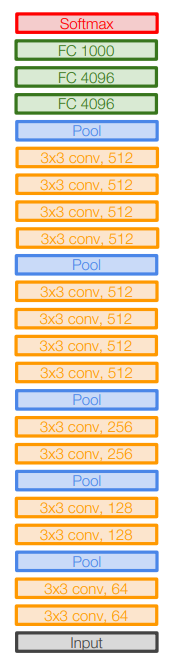 Softmax
FC 1000
FC 4096
FC 4096
Pool
3x3 conv, 512
3x3 conv, 512
3x3 conv, 512
3x3 conv, 512
Pool
3x3 conv, 512
3x3 conv, 512
3x3 conv, 512
3x3 conv, 512
Pool
3x3 conv, 256
3x3 conv, 256
Pool
3x3 conv, 128
3x3 conv, 128
Pool
3x3 conv, 64
3x3 conv, 64
Input